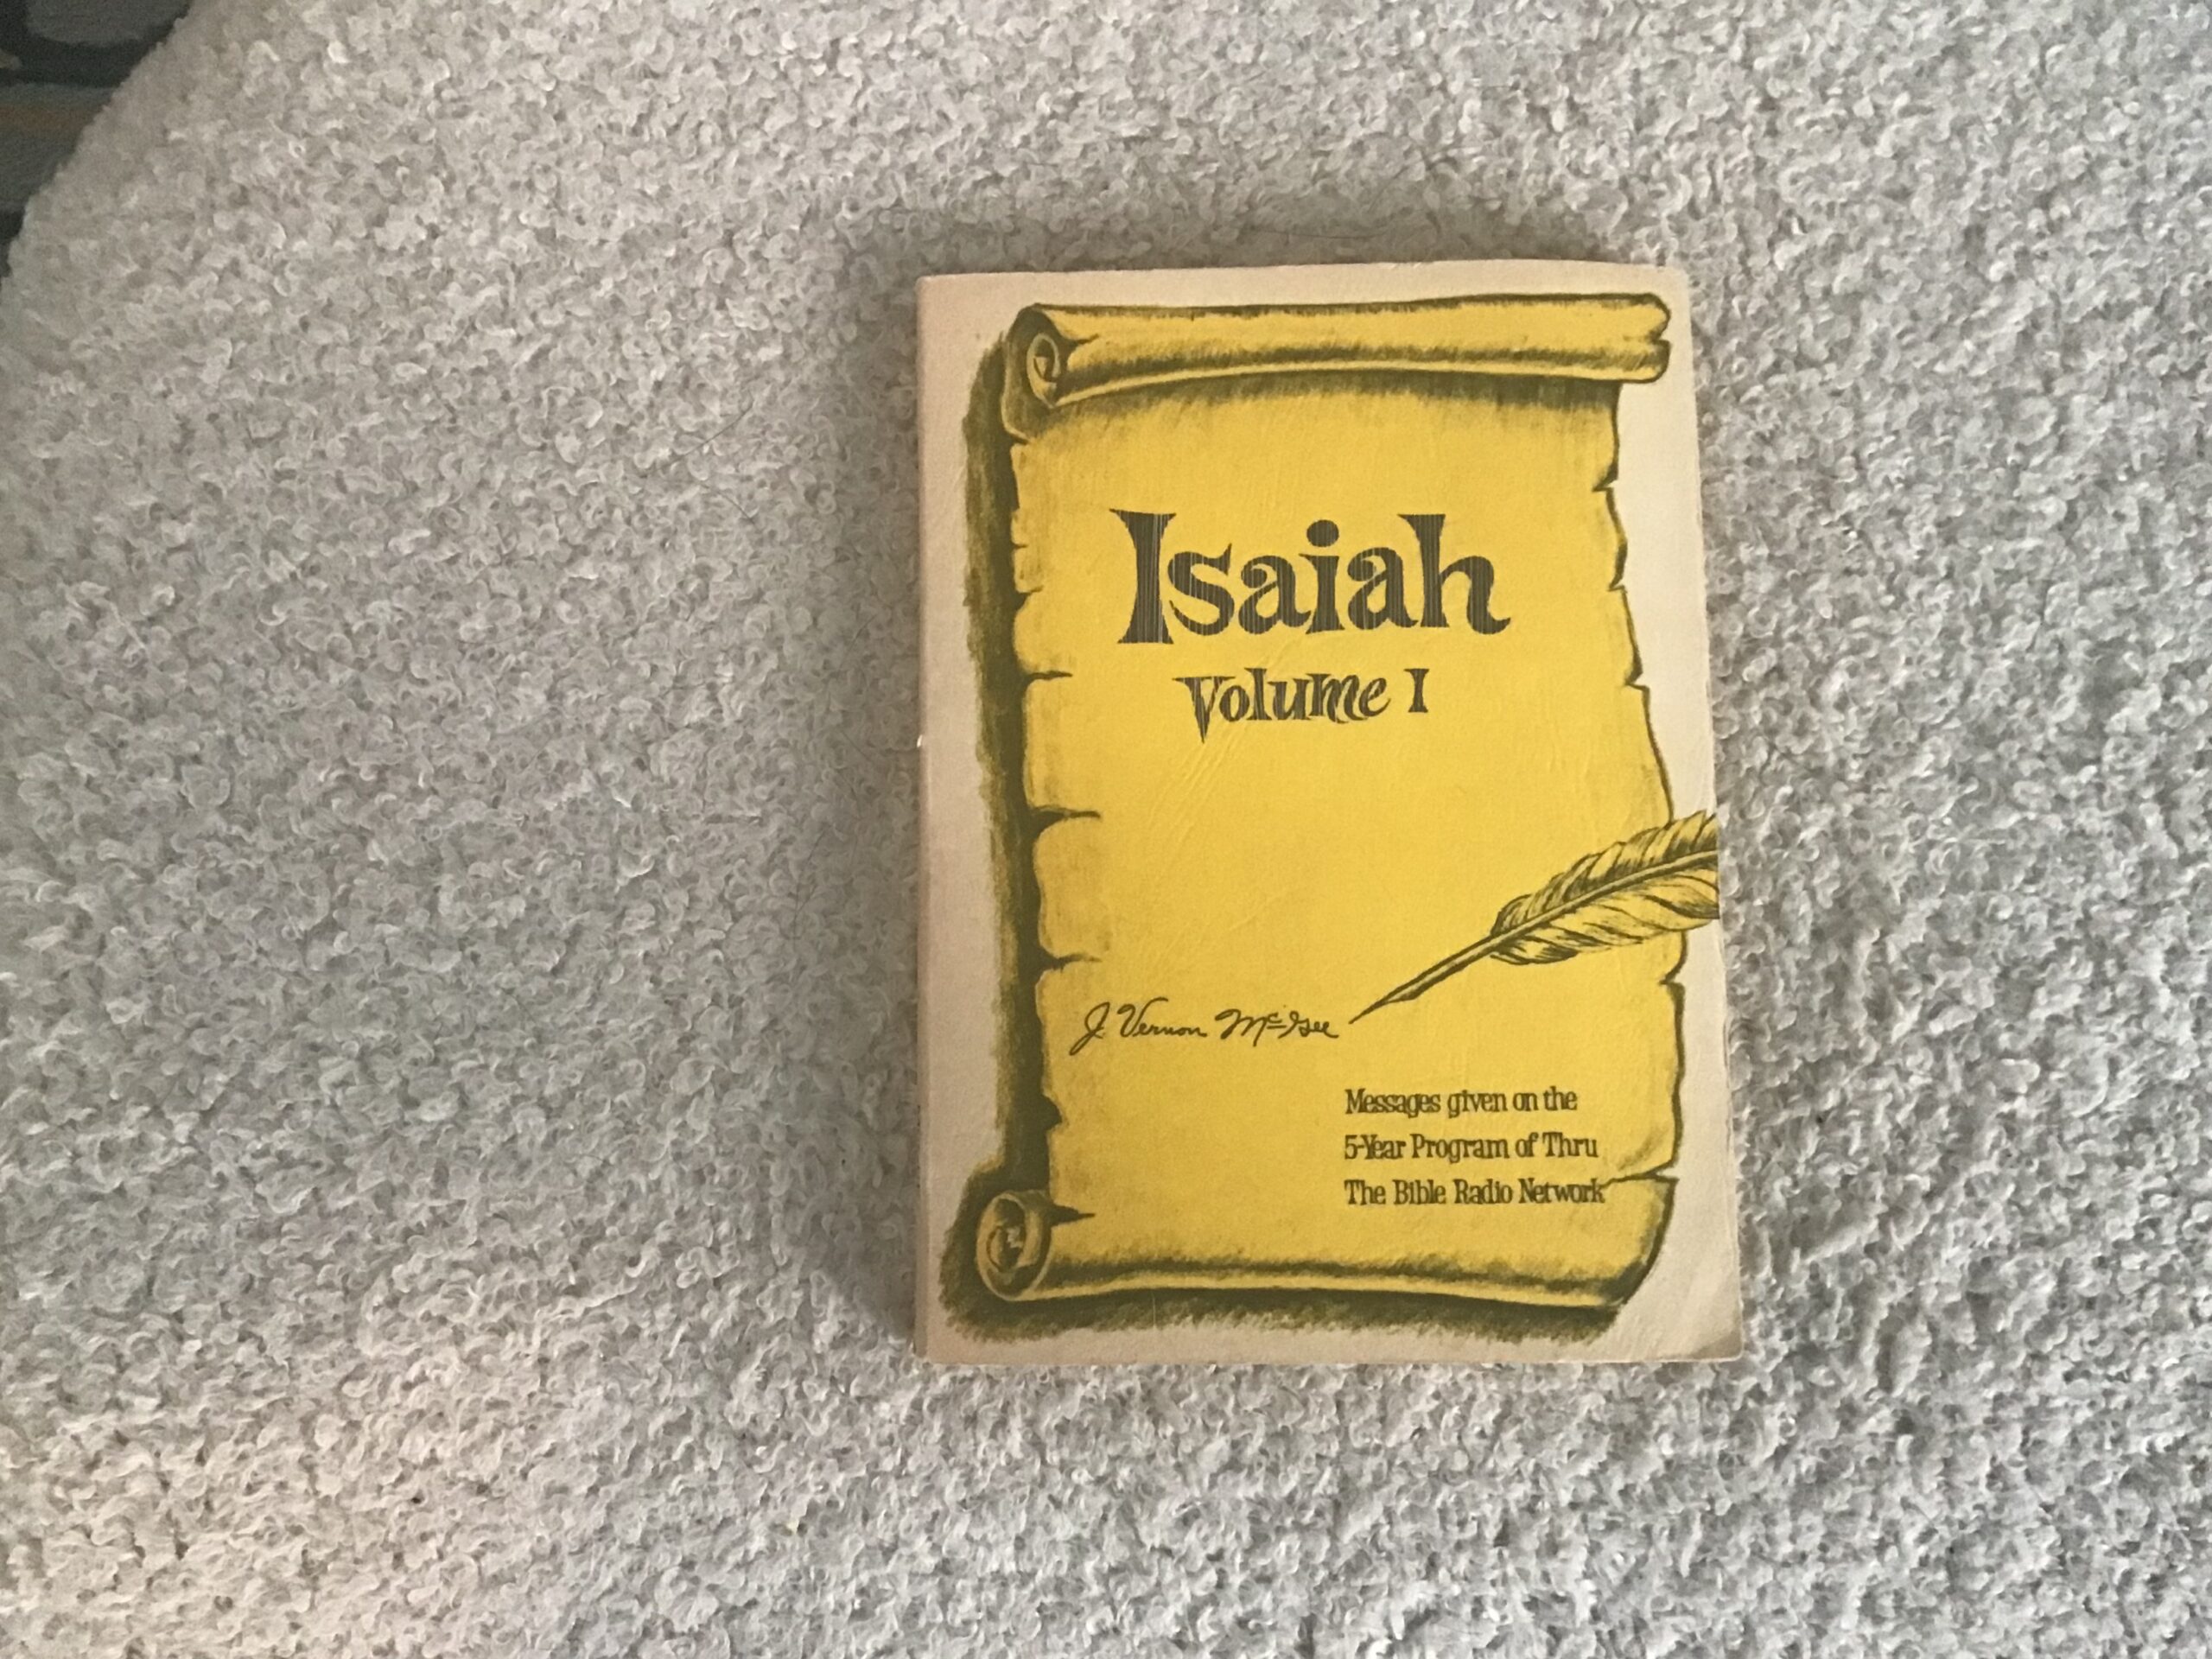 Isaiah
Volume I
J. Vernon McGee
Messages given on the
5-Year Program of Thru
The Bible Radio Network